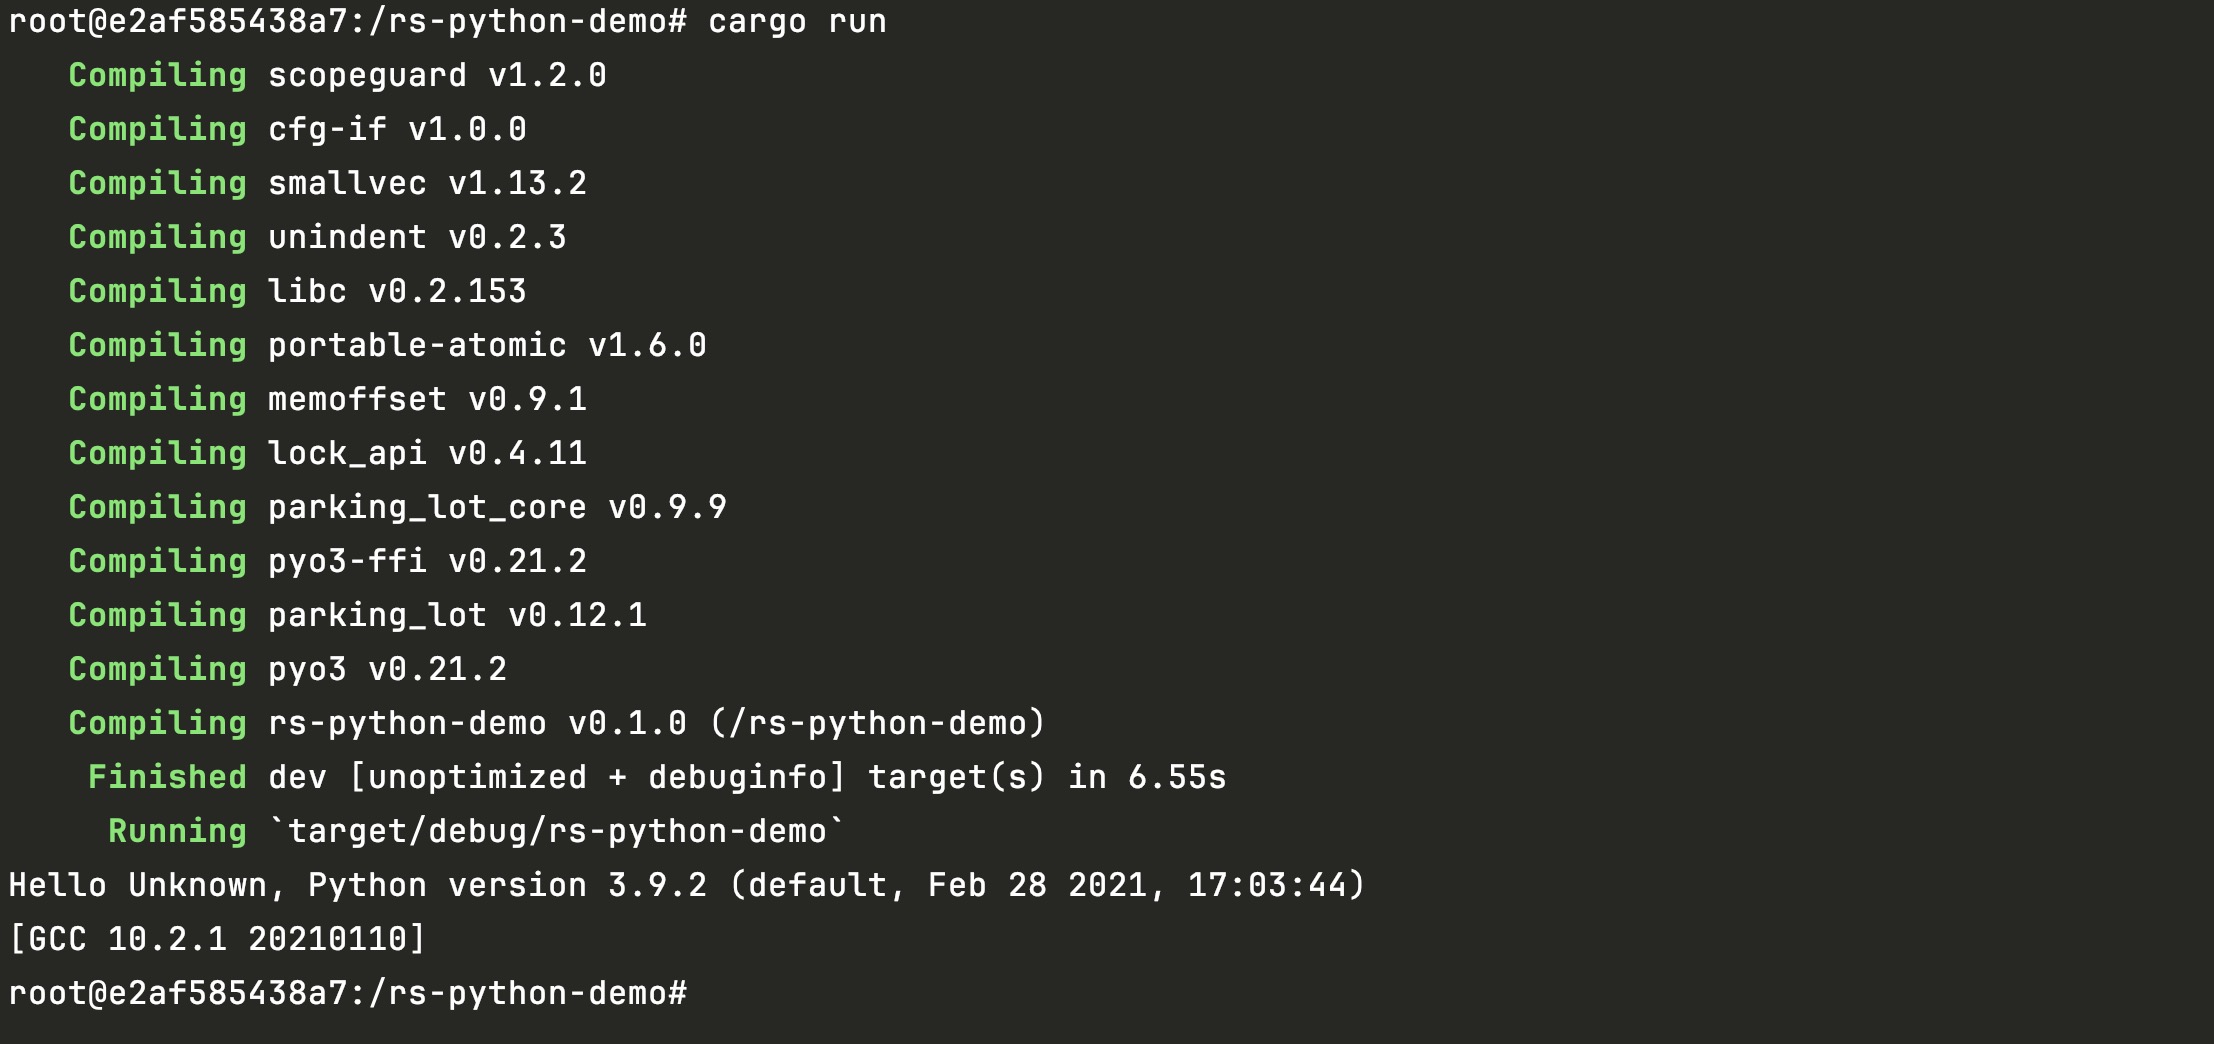 root@e2af585438a7:/rs-python-demo# cargo run
Compiling scopeguard v1.2.0
Compiling cfg-if v1.0.0
Compiling smallvec v1.13.2
Compiling unindent v0.2.3
Compiling libc v0.2.153
Compiling portable-atomic v1.6.0
Compiling memoffset v0.9.1
Compiling lock_api v0.4.11
Compiling parking_lot_core v0.9.9
Compiling pyo3-ffi v0.21.2
Compiling parking_lot v0.12.1
Compiling pyo3 v0.21.2
Compiling rs-python-demo v0.1.0 (/rs-python-demo)
Finished dev [unoptimized + debuginfo] target(s) in 6.55s
Running `target/debug/rs-python-demo`
Hello Unknown, Python version 3.9.2 (default, Feb 28 2021, 17:03:44)
[GCC 10.2.1 20210110]
root@e2af585438a7:/rs-python-demo#